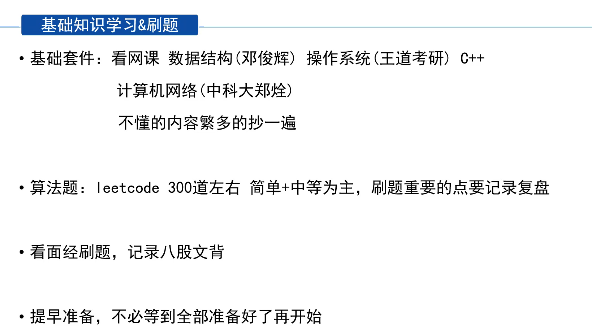 基础知识学习&刷题
• 基础套件：看网课 数据结构(邓俊辉) 操作系统(王道考研) C++
计算机网络(中科大郑烇)
不懂的内容繁多的抄一遍
• 算法题：leetcode 300道左右 简单+中等为主，刷题重要的点要记录复盘
• 看面经刷题，记录八股文背
• 提早准备，不必等到全部准备好了再开始